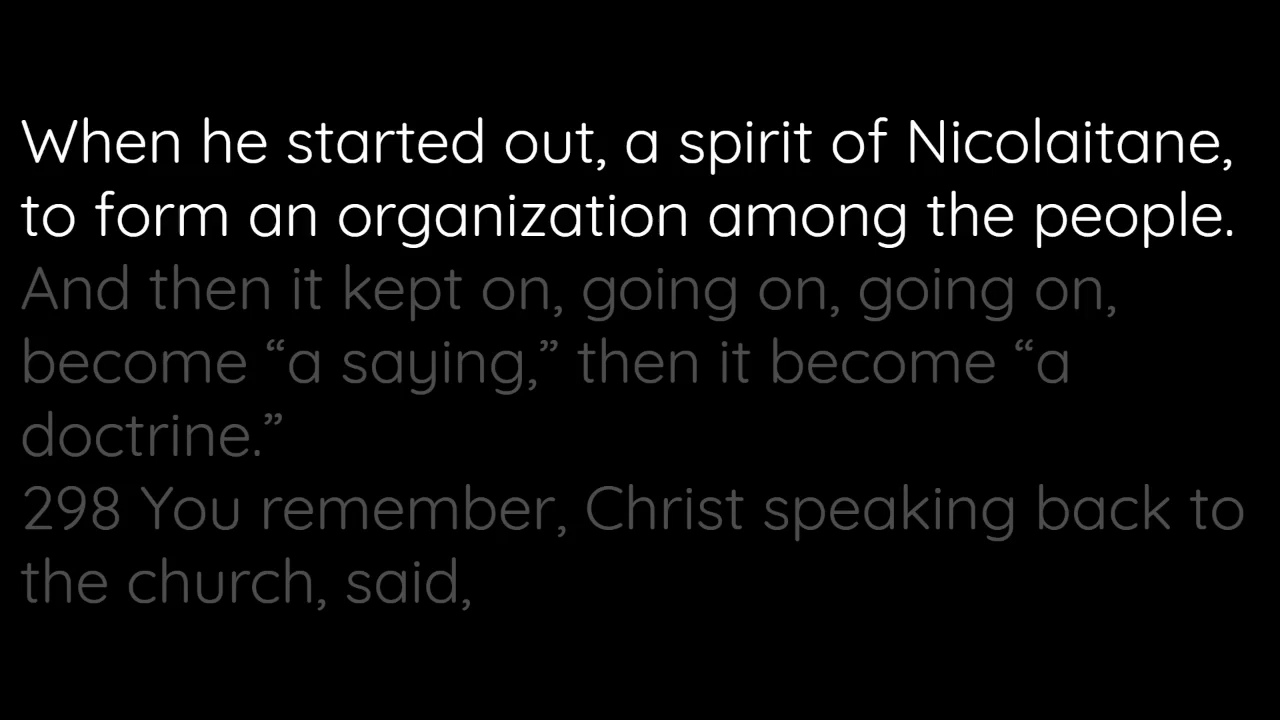 When he started out, a spirit of Nicolaitane,
to form an organization among the people.
And then it kept on, going on, going on,
become “a saying,” then it become “a
doctrine.”
298 You remember, Christ speaking back to
the church, said,